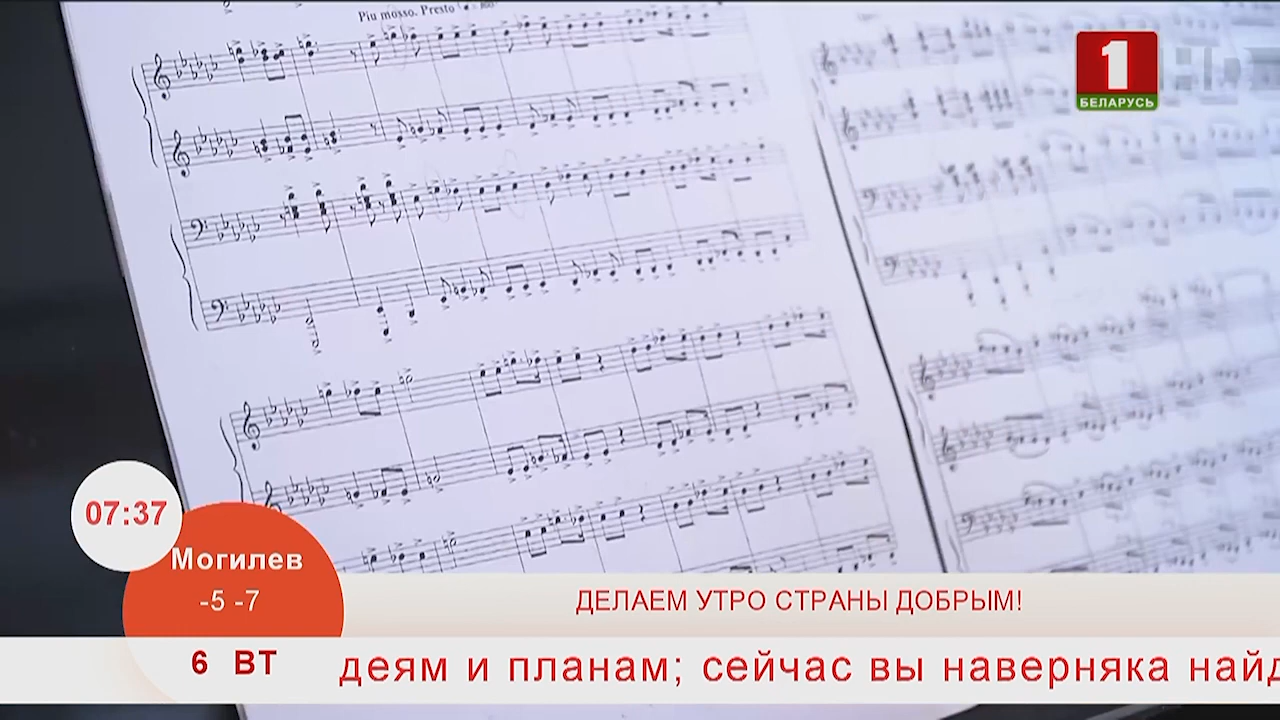 Piu mosso. Presto
1 HD
БЕЛАРУСЬ
07:37
Могилев
-5 -7
ДЕЛАЕМ УТРО СТРАНЫ ДОБРЫМ!
6 ВТ
деям и планам; сейчас вы наверняка найд